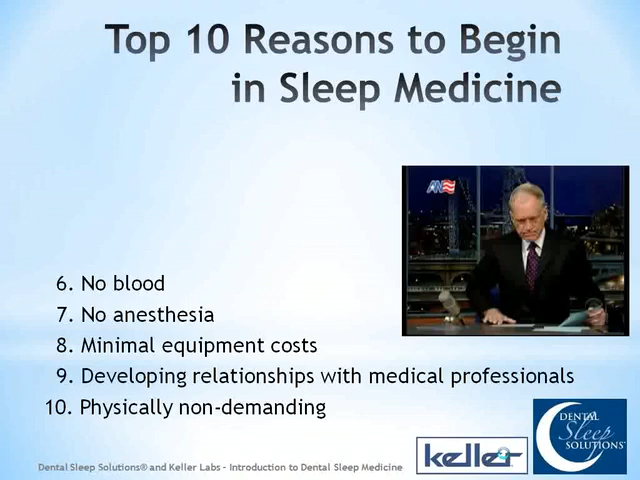 Top 10 Reasons to Begin
in Sleep Medicine
6. No blood
7. No anesthesia
8. Minimal equipment costs
9. Developing relationships with medical professionals
10. Physically non-demanding
keller
DENTAL
Sleep
SOLUTIONS
Dental Sleep Solutions® and Keller Labs - Introduction to Dental Sleep Medicine